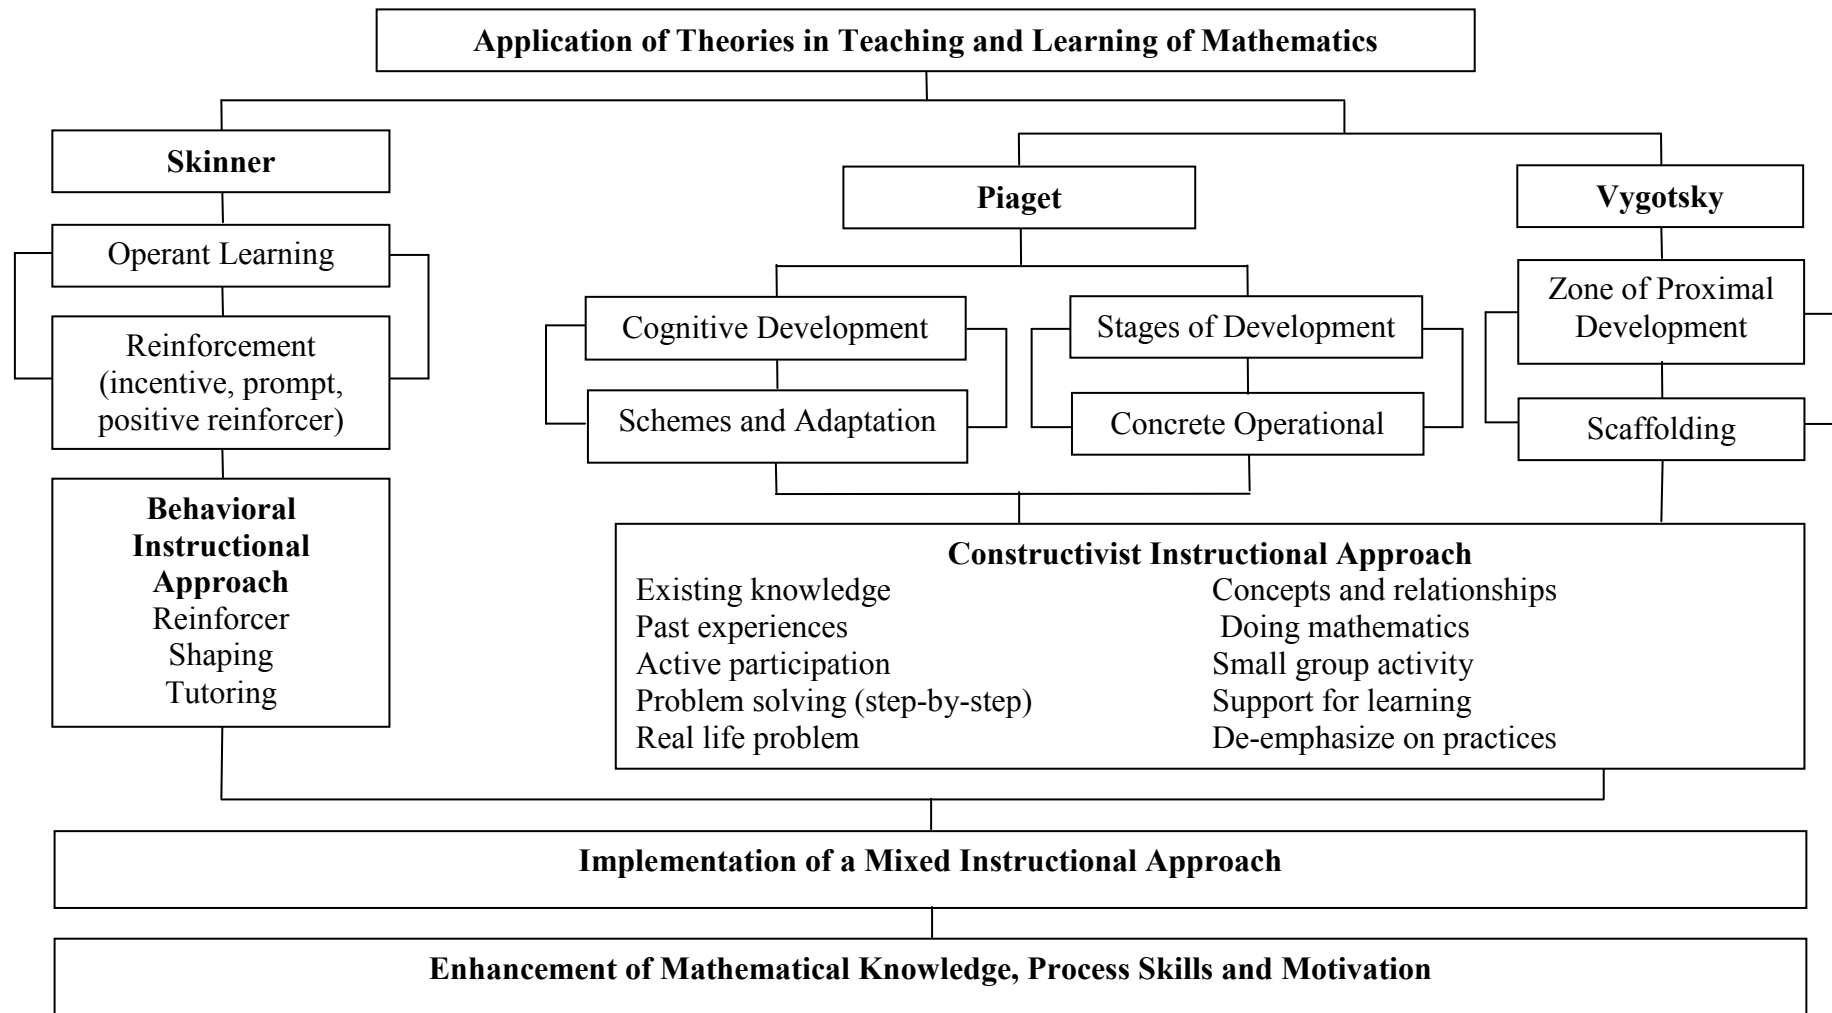 Application of Theories in Teaching and Learning of Mathematics
Skinner
Piaget
Vygotsky
Operant Learning
Reinforcement
(incentive, prompt,
positive reinforcer)
Cognitive Development
Schemes and Adaptation
Stages of Development
Concrete Operational
Zone of Proximal
Development
Scaffolding
Behavioral
Instructional
Approach
Reinforcer
Shaping
Tutoring
Constructivist Instructional Approach
Existing knowledge
Past experiences
Active participation
Problem solving (step-by-step)
Real life problem
Concepts and relationships
Doing mathematics
Small group activity
Support for learning
De-emphasize on practices
Implementation of a Mixed Instructional Approach
Enhancement of Mathematical Knowledge, Process Skills and Motivation